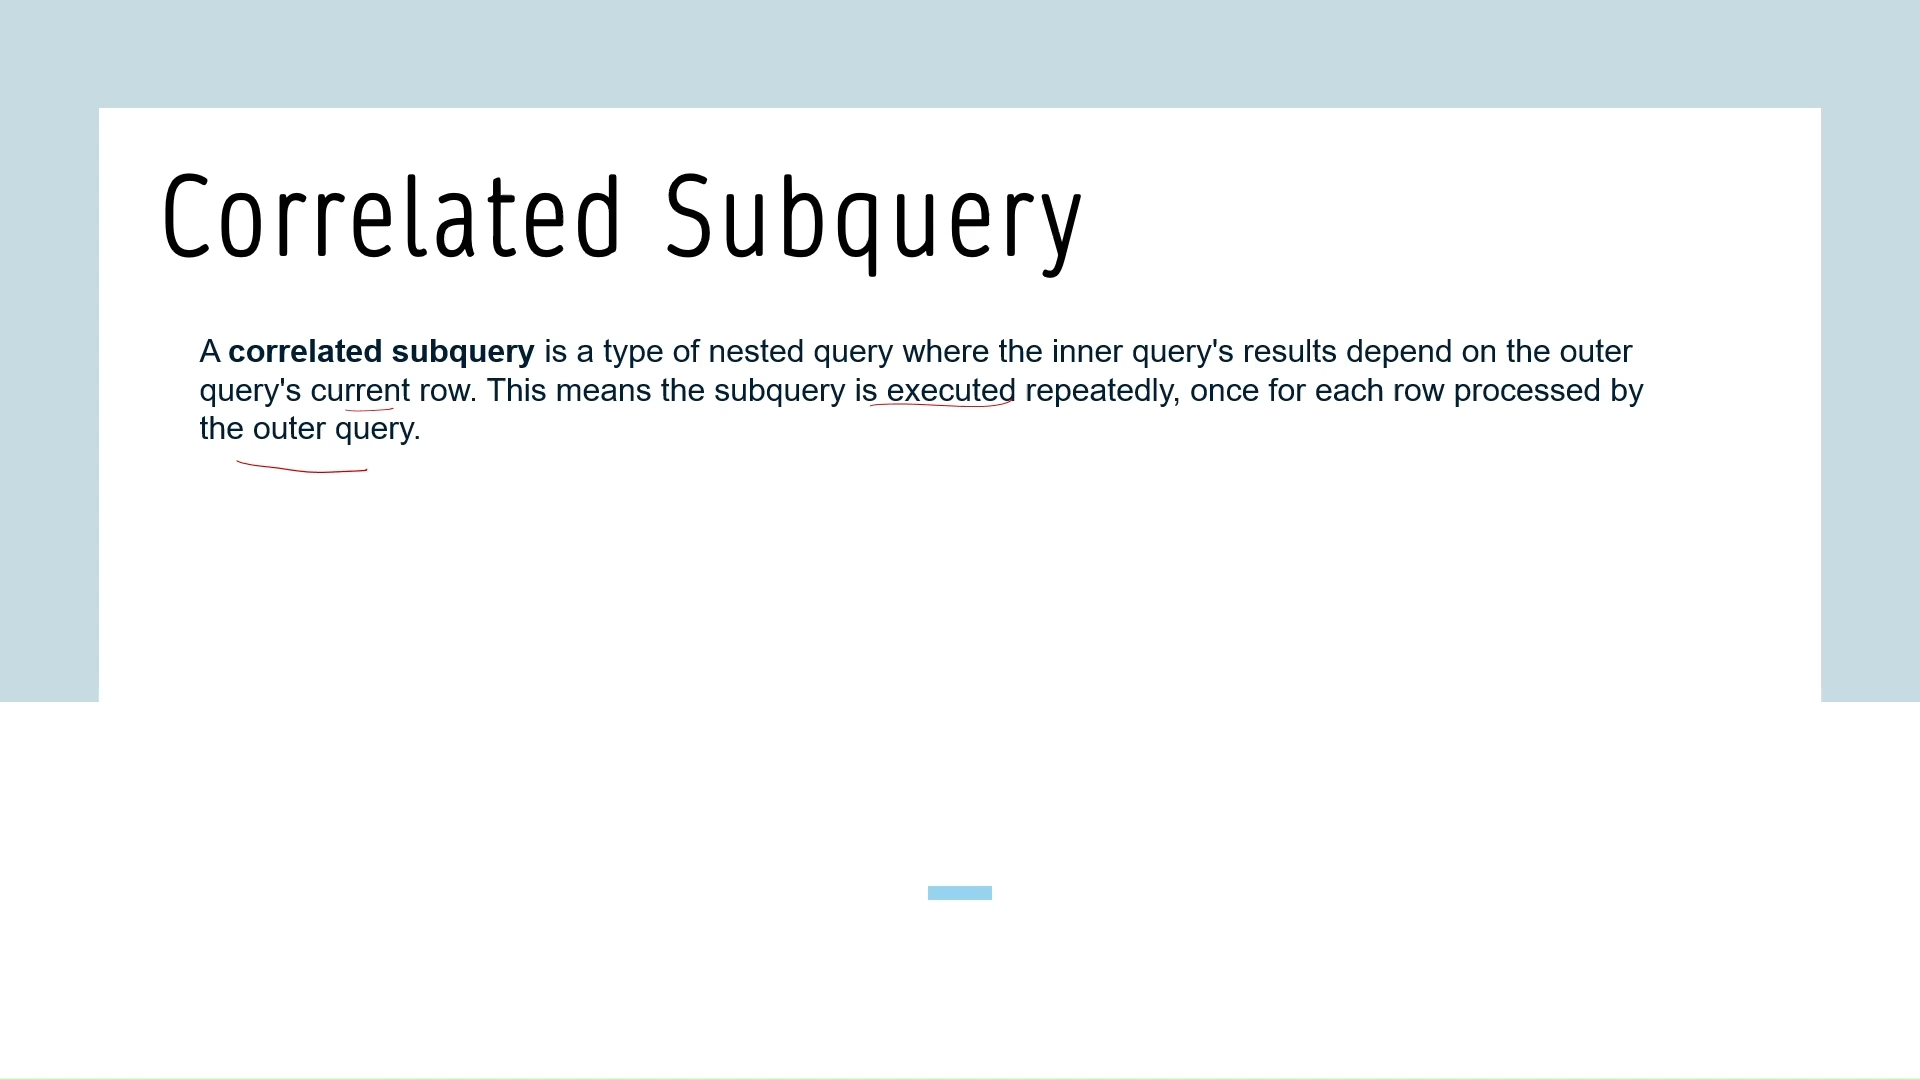 Correlated Subquery
A correlated subquery is a type of nested query where the inner query's results depend on the outer
query's current row. This means the subquery is executed repeatedly, once for each row processed by
the outer query.